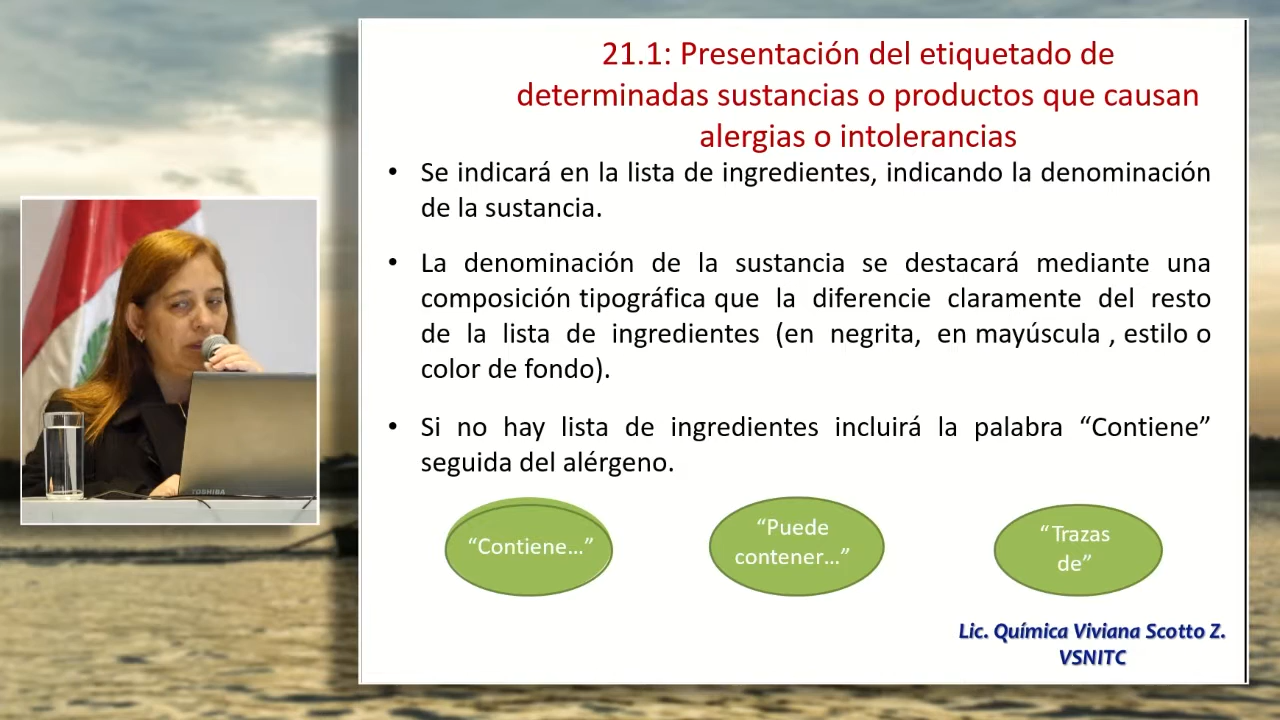 21.1: Presentación del etiquetado de
determinadas sustancias o productos que causan
alergias o intolerancias
• Se indicará en la lista de ingredientes, indicando la denominación
de la sustancia.
• La denominación de la sustancia se destacará mediante una
composición tipográfica que la diferencie claramente del resto
de la lista de ingredientes (en negrita, en mayúscula , estilo o
color de fondo).
• Si no hay lista de ingredientes incluirá la palabra “Contiene”
seguida del alérgeno.
“Contiene…”
“Puede
contener…”
“Trazas
de”
Lic. Química Viviana Scotto Z.
VSNITC
TOSHIBA